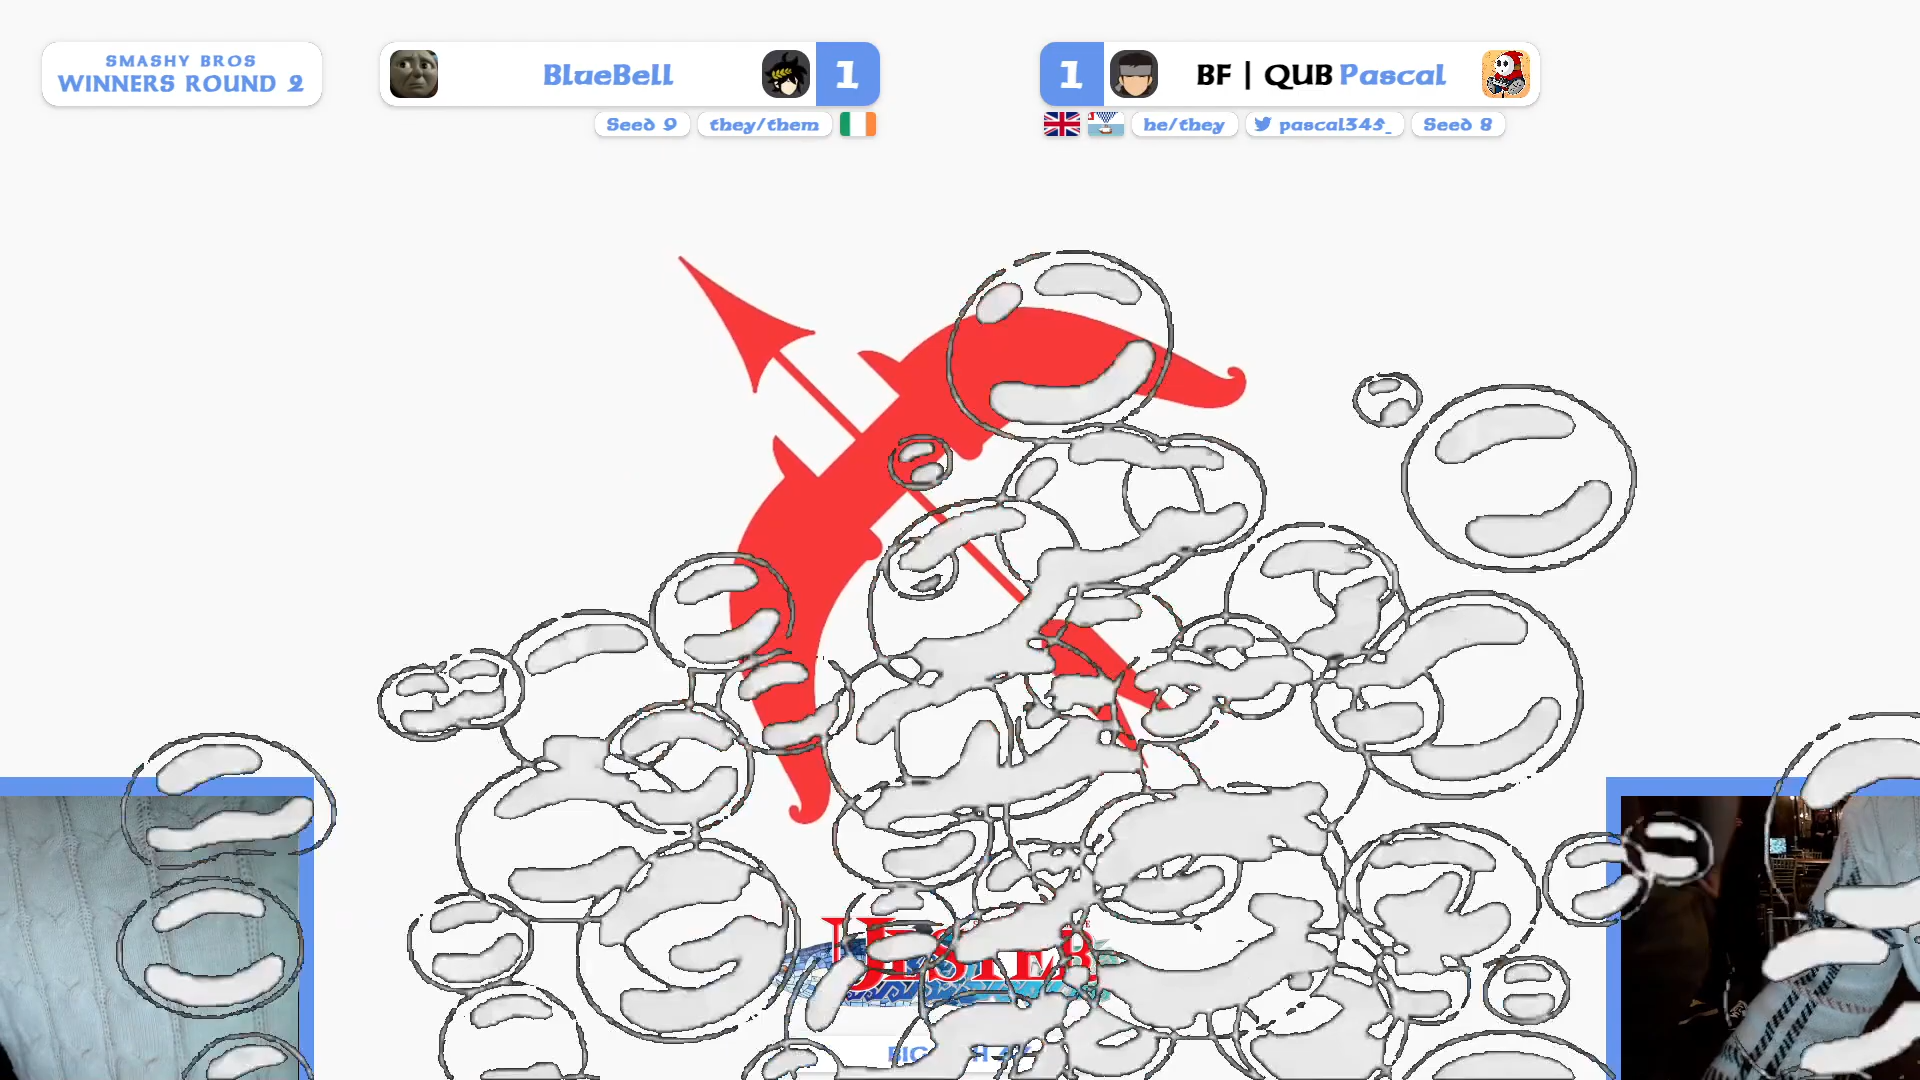 SMASHY BROS
WINNERS ROUND 2
BlueBell
1
Seed 9
they/them
1
BF | QUB Pascal
he/they
pascal345_
Seed 8